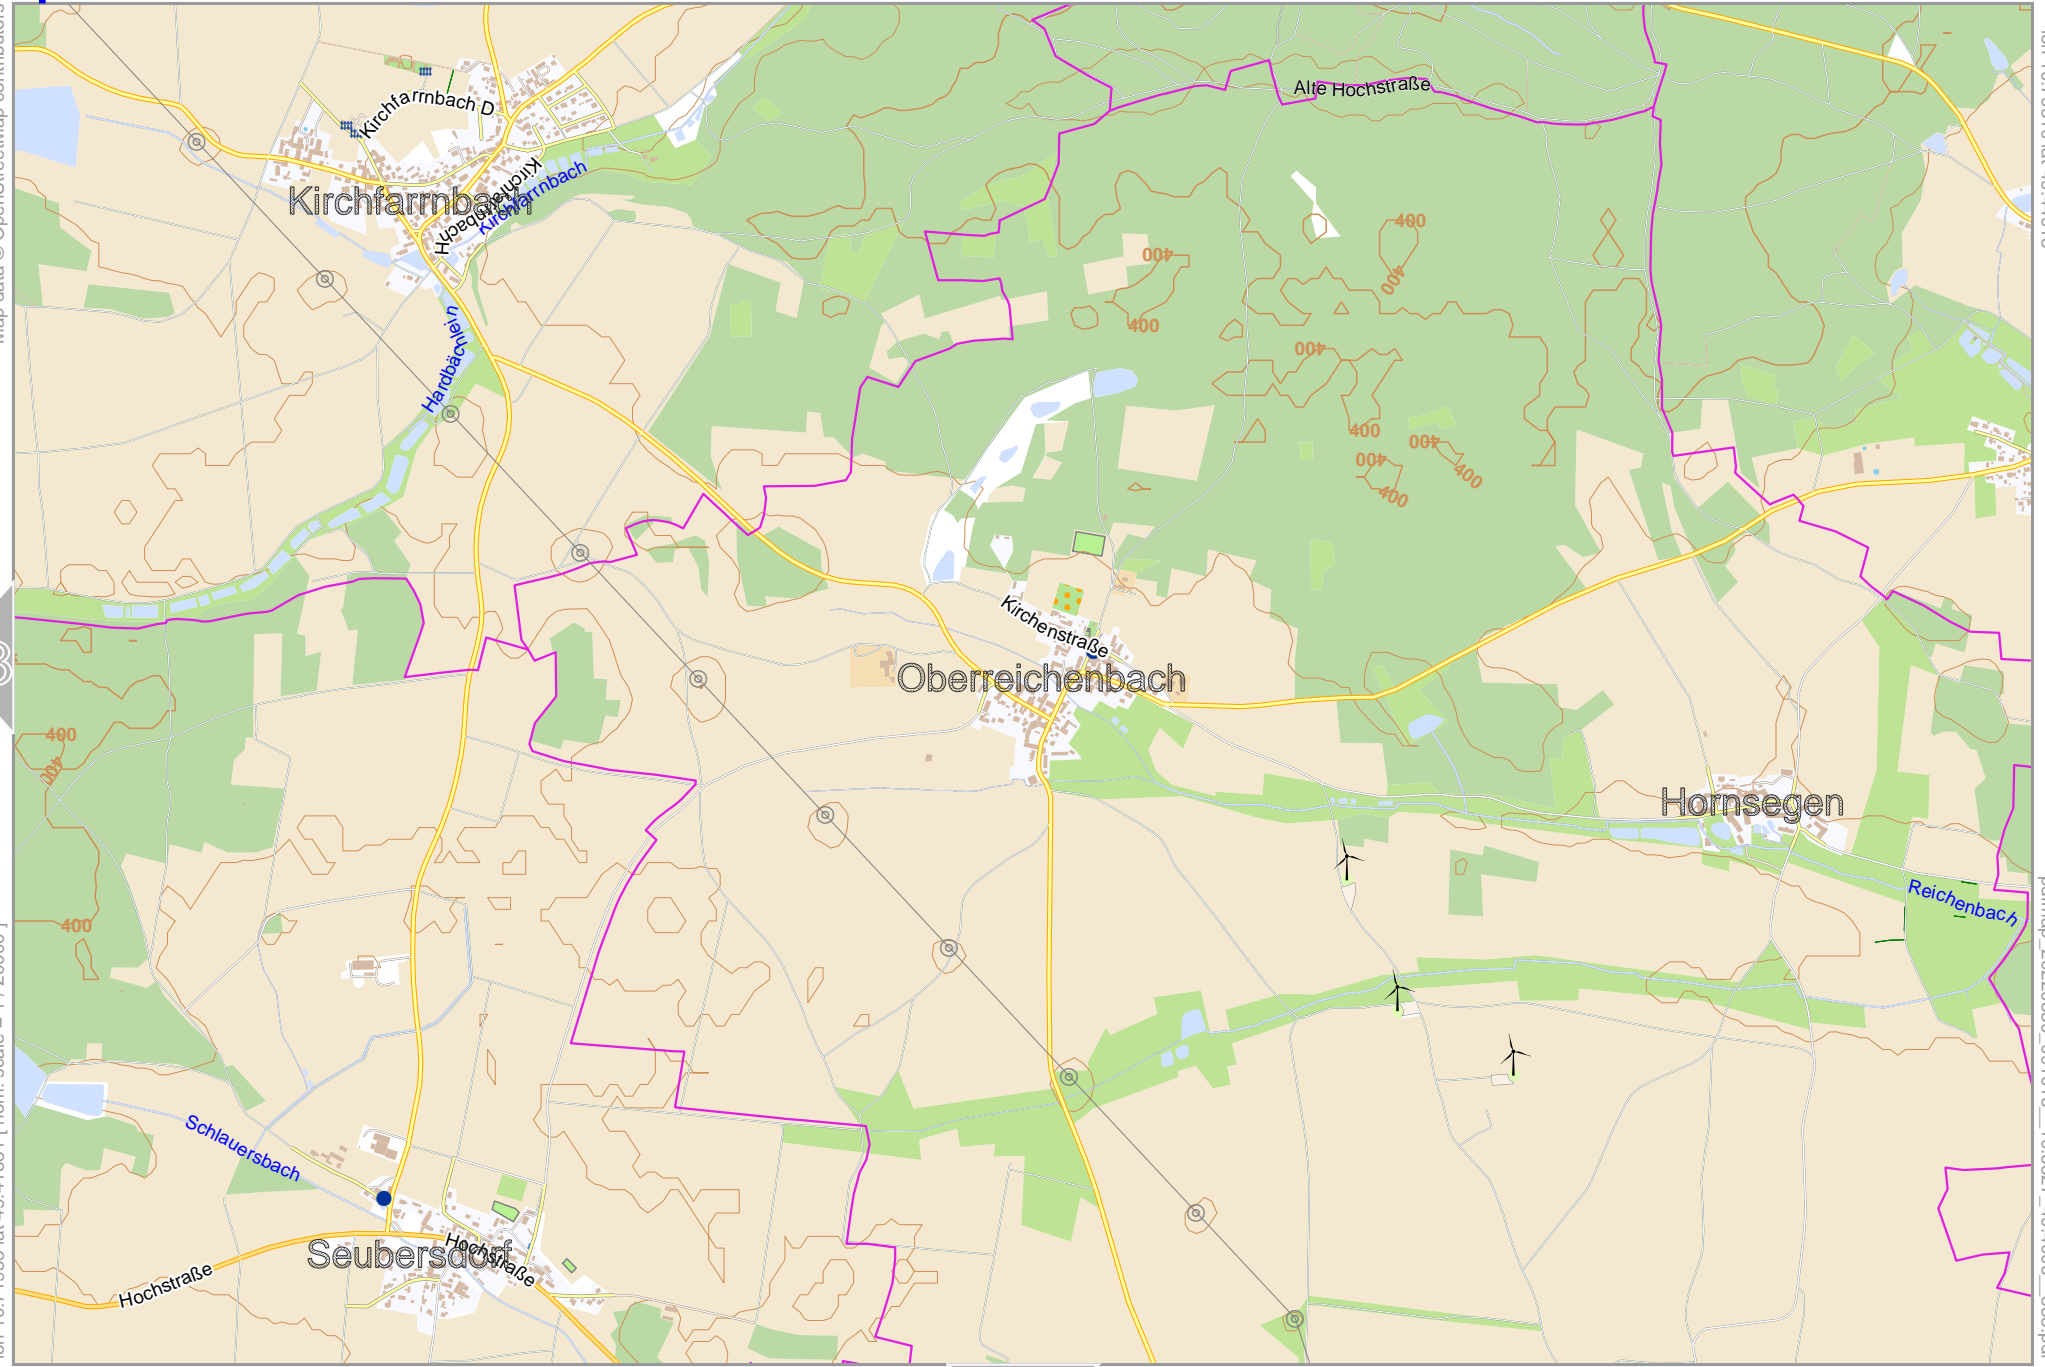 Alte Hochstraße
Kirchfarrnbach D
Kirchfarrnbach
Kirchfarrnbach
400
400
400
400
Hardbächlein
400
400
400
400
400
400
Kirchenstraße
Oberreichenbach
400
400
Hornsegen
Reichenbach
400
Schlauersbach
Seubersdorf
Hochstraße
Hochstraße